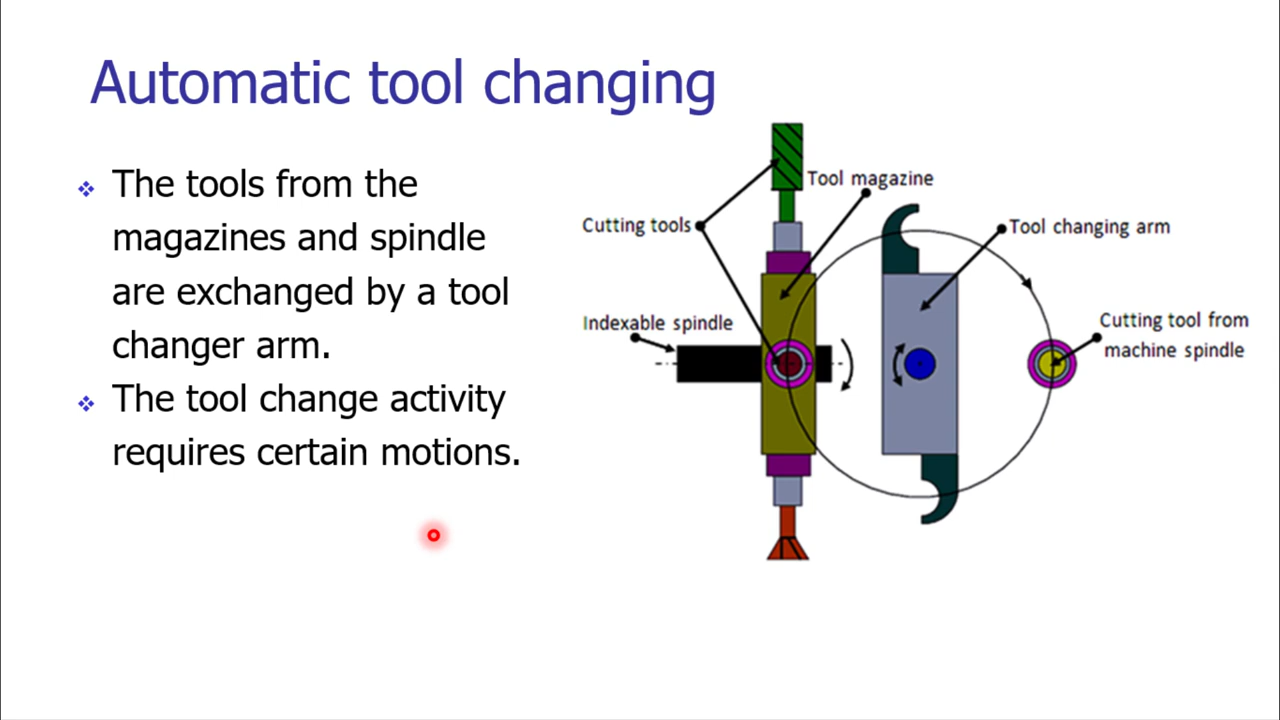 Automatic tool changing
The tools from the
magazines and spindle
are exchanged by a tool
changer arm.
The tool change activity
requires certain motions.
Tool magazine
Cutting tools
Tool changing arm
Indexable spindle
Cutting tool from
machine spindle